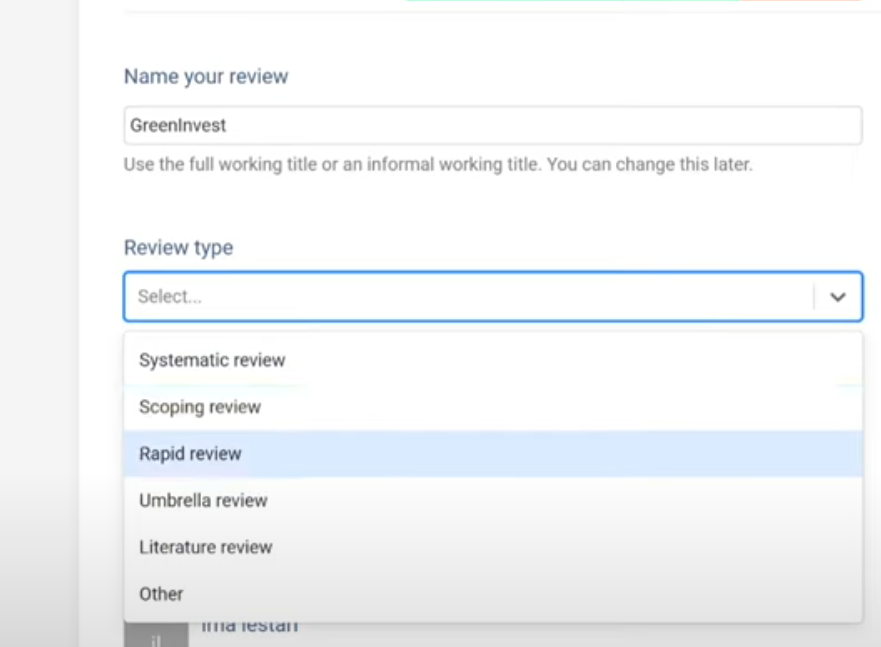 Name your review
GreenInvest
Use the full working title or an informal working title. You can change this later.
Review type
Select...
Systematic review
Scoping review
Rapid review
Umbrella review
Literature review
Other